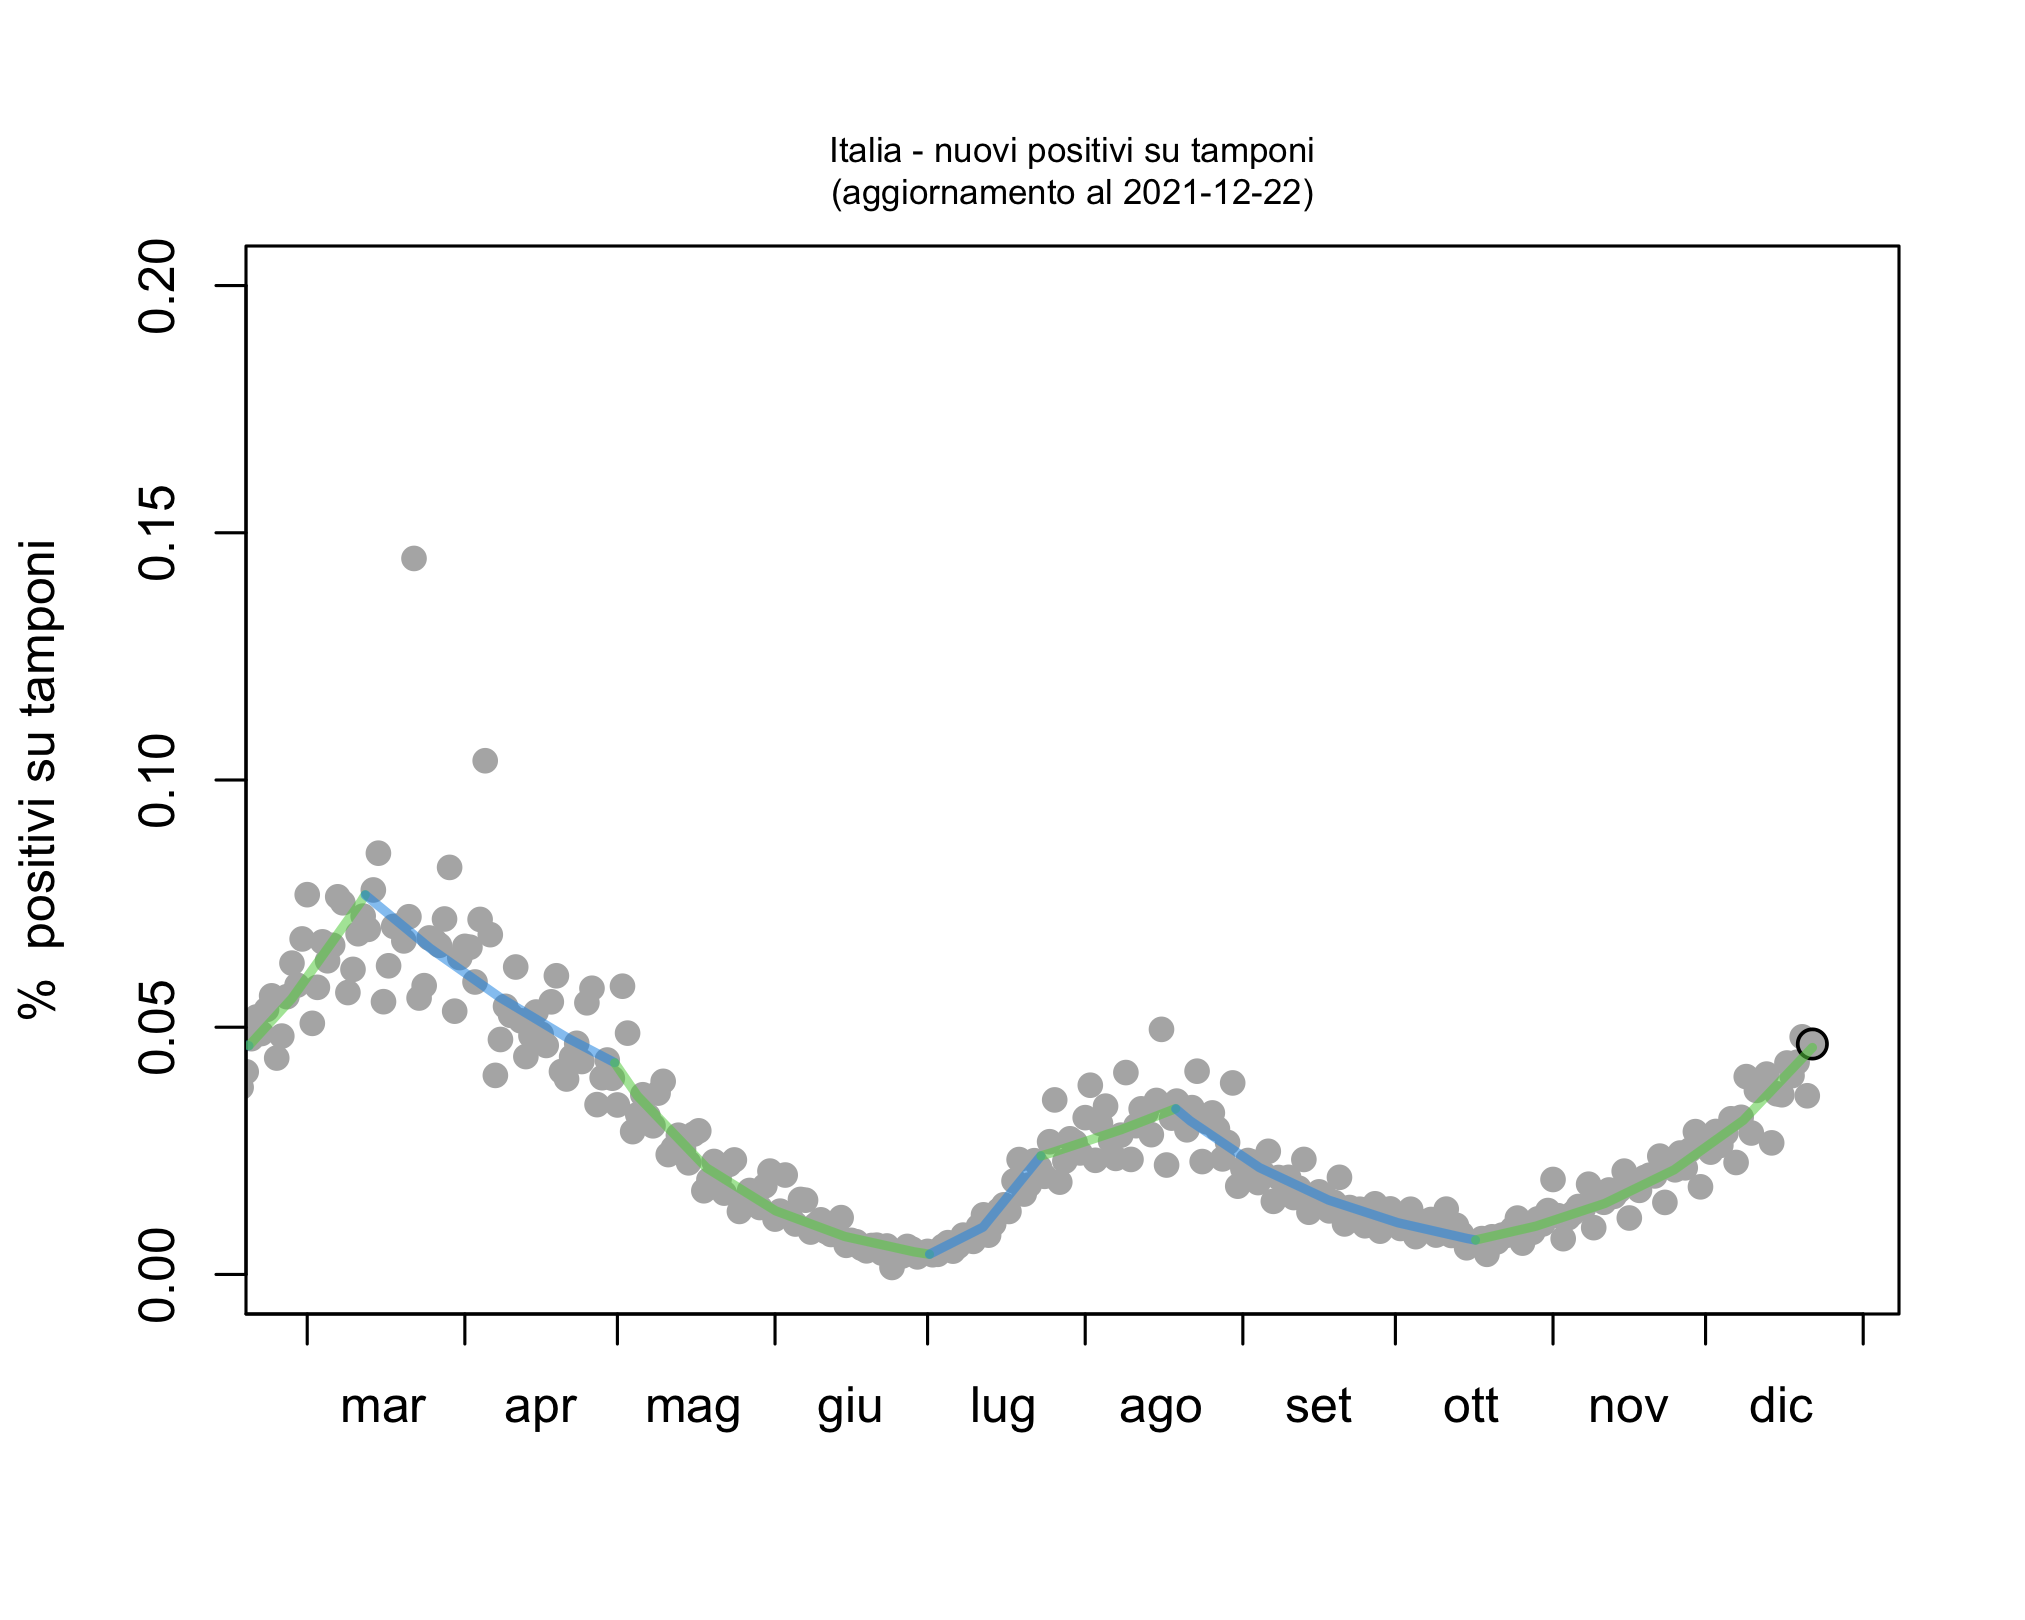 Italia - nuovi positivi su tamponi
(aggiornamento al 2021-12-22)
% positivi su tamponi
0.20
0.15
0.10
0.05
0.00
mar apr mag giu lug ago set ott nov dic